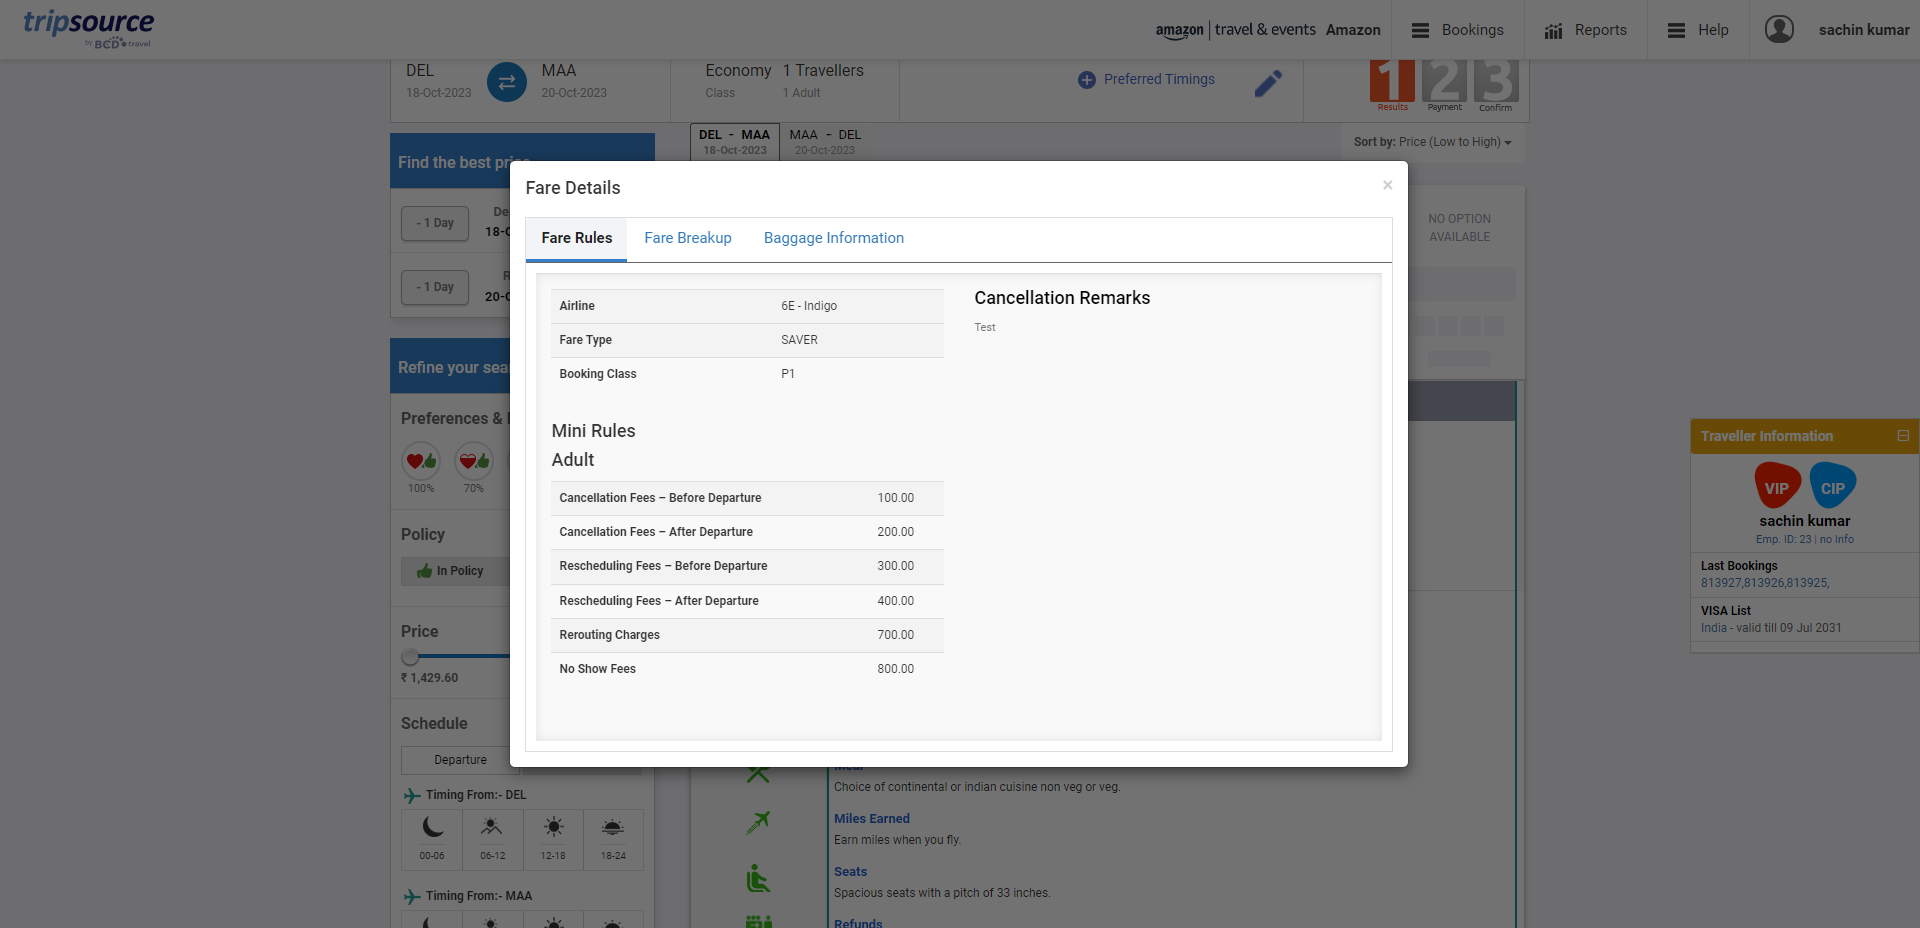 tripsource
by BCD travel
amazon | travel & events Amazon
Bookings
Reports
Help
sachin kumar
DEL
18-Oct-2023
MAA
20-Oct-2023
Economy
Class
1 Travellers
1 Adult
Preferred Timings
1 2 3
Results Payment Confirm
DEL - MAA
18-Oct-2023
MAA - DEL
20-Oct-2023
Sort by: Price (Low to High)
Find the best
- 1 Day
- 1 Day
NO OPTION
AVAILABLE
Fare Details
×
Fare Rules
Fare Breakup
Baggage Information
Airline 6E - Indigo
Fare Type SAVER
Booking Class P1
Cancellation Remarks
Test
Mini Rules
Adult
Cancellation Fees – Before Departure 100.00
Cancellation Fees – After Departure 200.00
Rescheduling Fees – Before Departure 300.00
Rescheduling Fees – After Departure 400.00
Rerouting Charges 700.00
No Show Fees 800.00
Refine your
Preferences &
100% 70%
Policy
In Policy
Price
₹ 1,429.60
Schedule
Departure
Timing From:- DEL
00-06 06-12 12-18 18-24
Timing From:- MAA
Choice of continental or indian cuisine non veg or veg.
Miles Earned
Earn miles when you fly.
Seats
Spacious seats with a pitch of 33 inches.
Refunds
Traveller Information
VIP CIP
sachin kumar
Emp. ID: 23 | no Info
Last Bookings
813927,813926,813925,
VISA List
India - valid till 09 Jul 2031